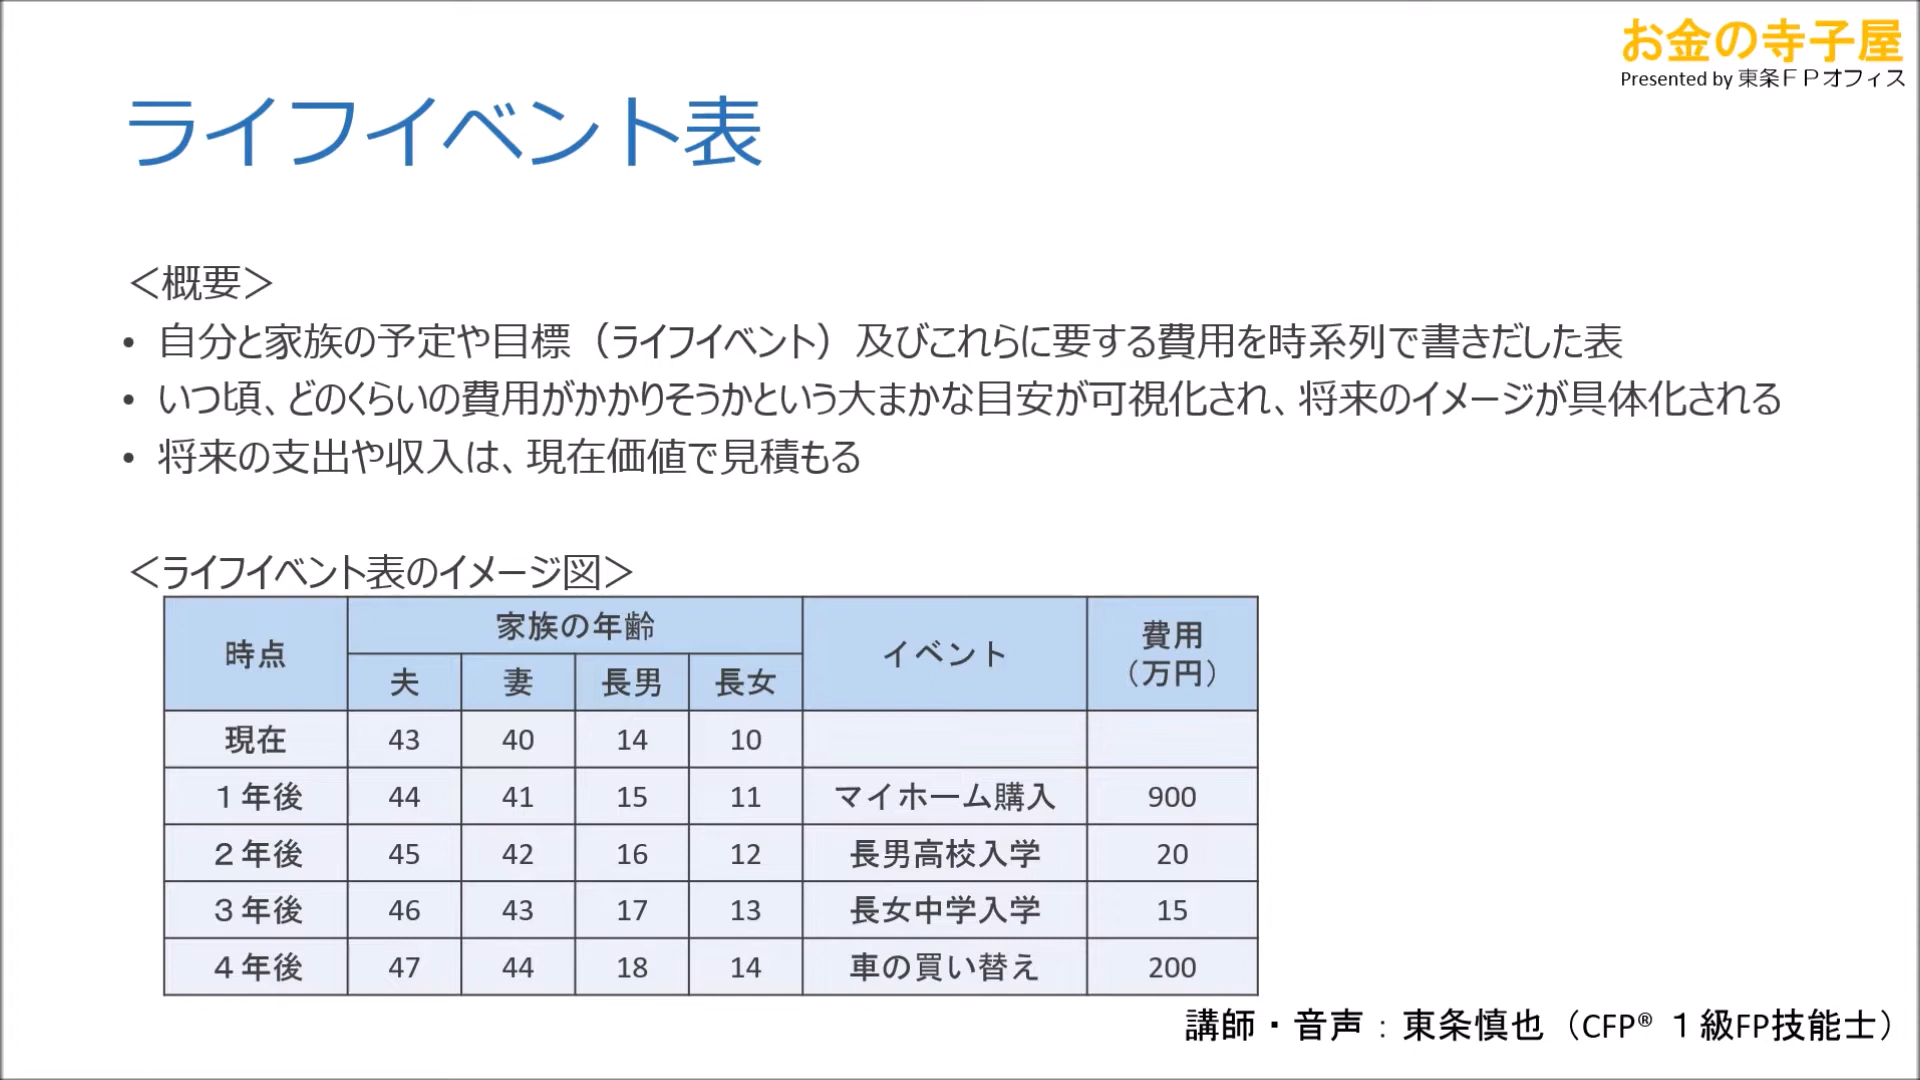 お金の寺子屋
Presented by 東条ＦＰオフィス
ライフイベント表
＜概要＞
• 自分と家族の予定や目標（ライフイベント）及びこれらに要する費用を時系列で書きだした表
• いつ頃、どのくらいの費用がかかりそうかという大まかな目安が可視化され、将来のイメージが具体化される
• 将来の支出や収入は、現在価値で見積もる
＜ライフイベント表のイメージ図＞
時点 家族の年齢 イベント 費用（万円）
夫 妻 長男 長女
現在 43 40 14 10
１年後 44 41 15 11 マイホーム購入 900
２年後 45 42 16 12 長男高校入学 20
３年後 46 43 17 13 長女中学入学 15
４年後 47 44 18 14 車の買い替え 200
講師・音声：東条慎也（CFP® １級FP技能士）